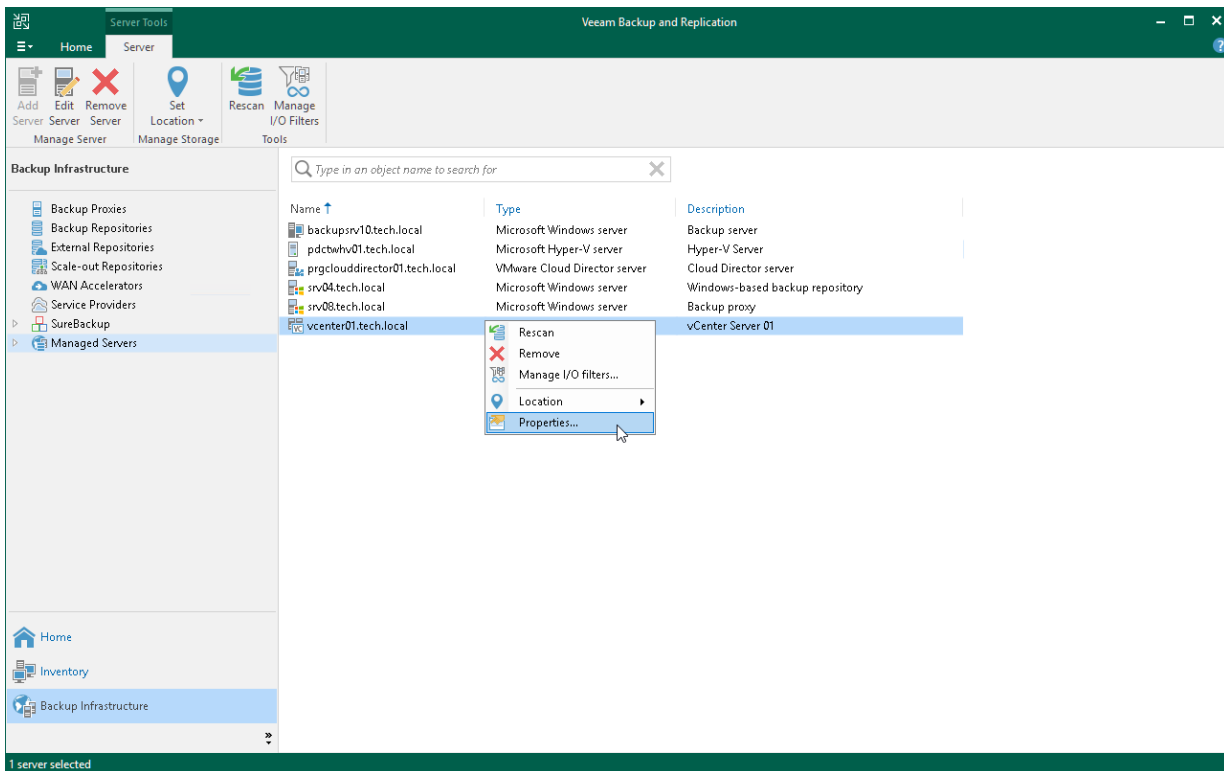 Server Tools
Veeam Backup and Replication
Home Server
Add Server
Edit Server
Remove Server
Set Location
Rescan
Manage I/O Filters
Manage Server
Manage Storage
Tools
Backup Infrastructure
Type in an object name to search for
Backup Proxies
Backup Repositories
External Repositories
Scale-out Repositories
WAN Accelerators
Service Providers
SureBackup
Managed Servers
Name Type Description
backupsrv10.tech.local Microsoft Windows server Backup server
pdctwhv01.tech.local Microsoft Hyper-V server Hyper-V Server
prgclouddirector01.tech.local VMware Cloud Director server Cloud Director server
srv04.tech.local Microsoft Windows server Windows-based backup repository
srv08.tech.local Microsoft Windows server Backup proxy
vcenter01.tech.local vCenter Server 01
Rescan
Remove
Manage I/O filters...
Location
Properties...
Home
Inventory
Backup Infrastructure
1 server selected